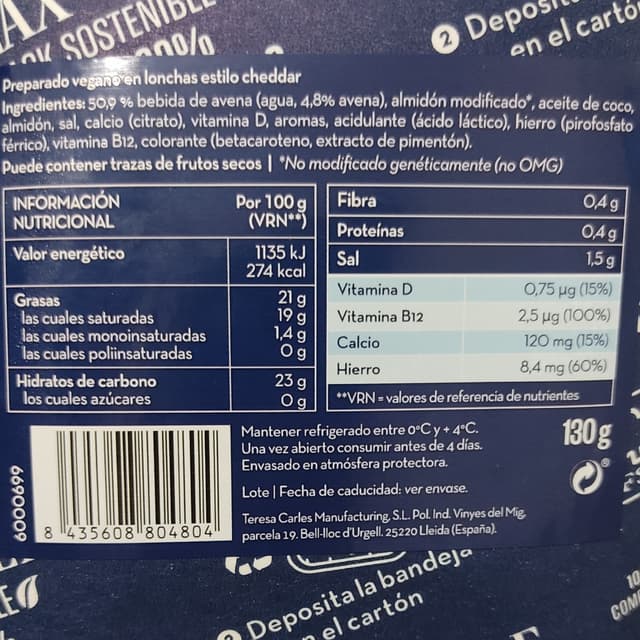 SOSTENIBLE
2 Deposit
en el cartó
Preparado vegano en lonchas estilo cheddar
Ingredientes: 50,9 % bebida de avena (agua, 4,8% avena), almidón modificado*, aceite de coco,
almidón, sal, calcio (citrato), vitamina D, aromas, acidulante (ácido láctico), hierro (pirofosfato
férrico), vitamina B12, colorante (betacaroteno, extracto de pimentón).
Puede contener trazas de frutos secos | *No modificado genéticamente (no OMG)
INFORMACIÓN NUTRICIONAL Por 100 g (VRN**)
Valor energético 1135 kJ
274 kcal
Grasas 21 g
las cuales saturadas 19 g
las cuales monoinsaturadas 1,4 g
las cuales poliinsaturadas 0 g
Hidratos de carbono 23 g
los cuales azúcares 0 g
Fibra 0,4 g
Proteínas 0,4 g
Sal 1,5 g
Vitamina D 0,75 µg (15%)
Vitamina B12 2,5 µg (100%)
Calcio 120 mg (15%)
Hierro 8,4 mg (60%)
**VRN = valores de referencia de nutrientes
6000699
8 435608 804804
Mantener refrigerado entre 0°C y + 4°C.
Una vez abierto consumir antes de 4 días.
Envasado en atmósfera protectora.
130 g
Lote | Fecha de caducidad: ver envase.
Teresa Carles Manufacturing, S.L. Pol. Ind. Vinyes del Mig,
parcela 19. Bell-lloc d'Urgell. 25220 Lleida (España).
2 Deposita la bandeja
en el cartón